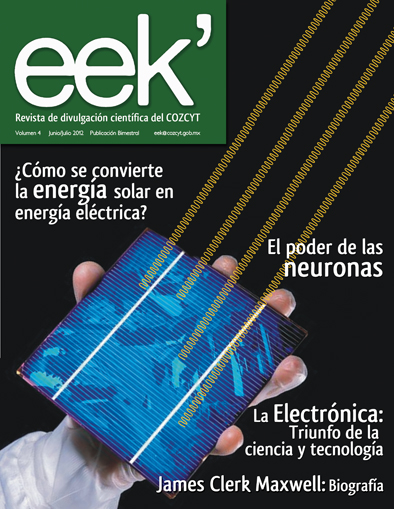 eek'
Revista de divulgación científica del COZCYT
Volumen 4 Junio/Julio 2012 Publicación Bimestral eek@cozcyt.gob.mx
¿Cómo se convierte
la energía solar en
energía eléctrica?
El poder de las
neuronas
La Electrónica:
Triunfo de la
ciencia y tecnología
James Clerk Maxwell: Biografía